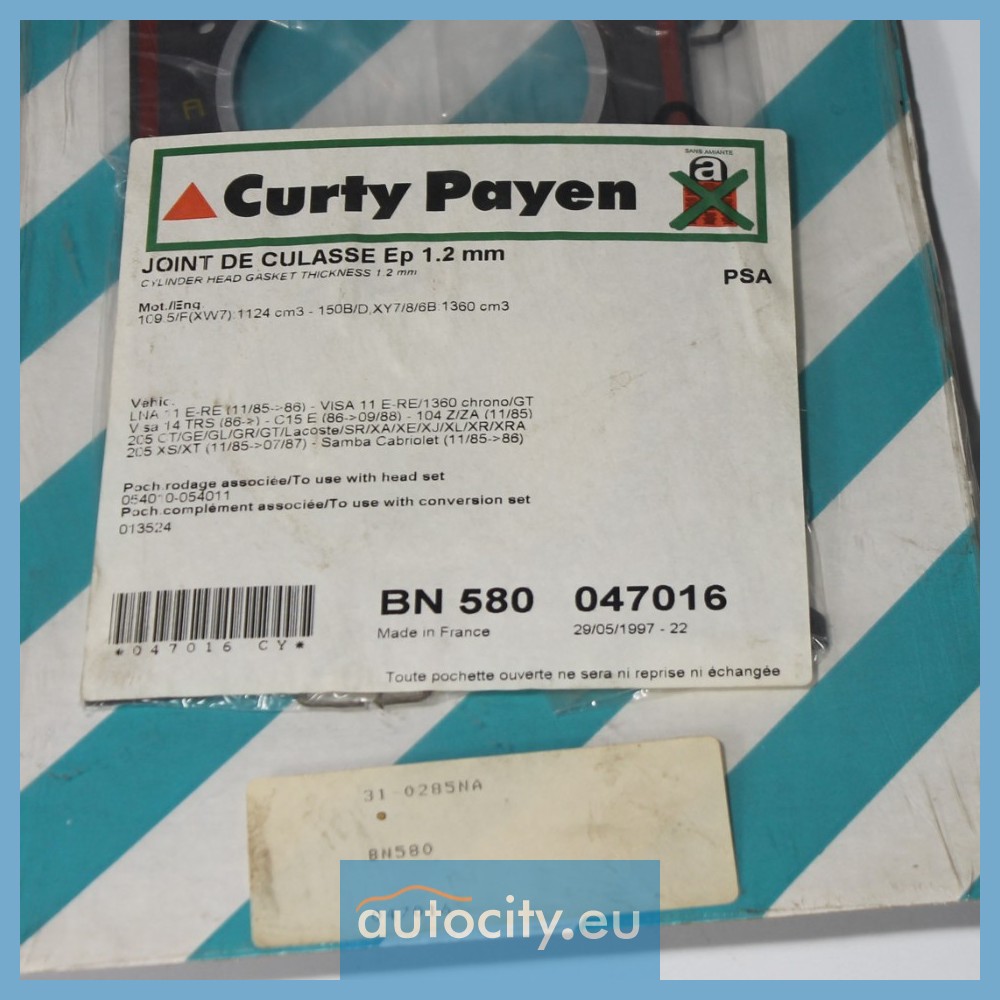 R
SANS AMIANTE
a
Curty Payen
JOINT DE CULASSE Ep 1.2 mm
CYLINDER HEAD GASKET THICKNESS 1.2 mm
PSA
Mot./Eng.
109.5/F(XW7):1124 cm3 - 150B/D,XY7/8/6B:1360 cm3
Vehic.
LNA 11 E-RE (11/85->86) - VISA 11 E-RE/1360 chrono/GT
Visa 14 TRS (86->) - C15 E (86->09/88) - 104 Z/ZA (11/85)
205 CT/GE/GL/GR/GT/Lacoste/SR/XA/XE/XJ/XL/XR/XRA
205 XS/XT (11/85->07/87) - Samba Cabriolet (11/85->86)
Poch.rodage associée/To use with head set
054010-054011
Poch.complément associée/To use with conversion set
013524
BN 580 047016
Made in France 29/05/1997 - 22
*047016 CY*
Toute pochette ouverte ne sera ni reprise ni échangée
31-0285NA
BN580
autocity.eu